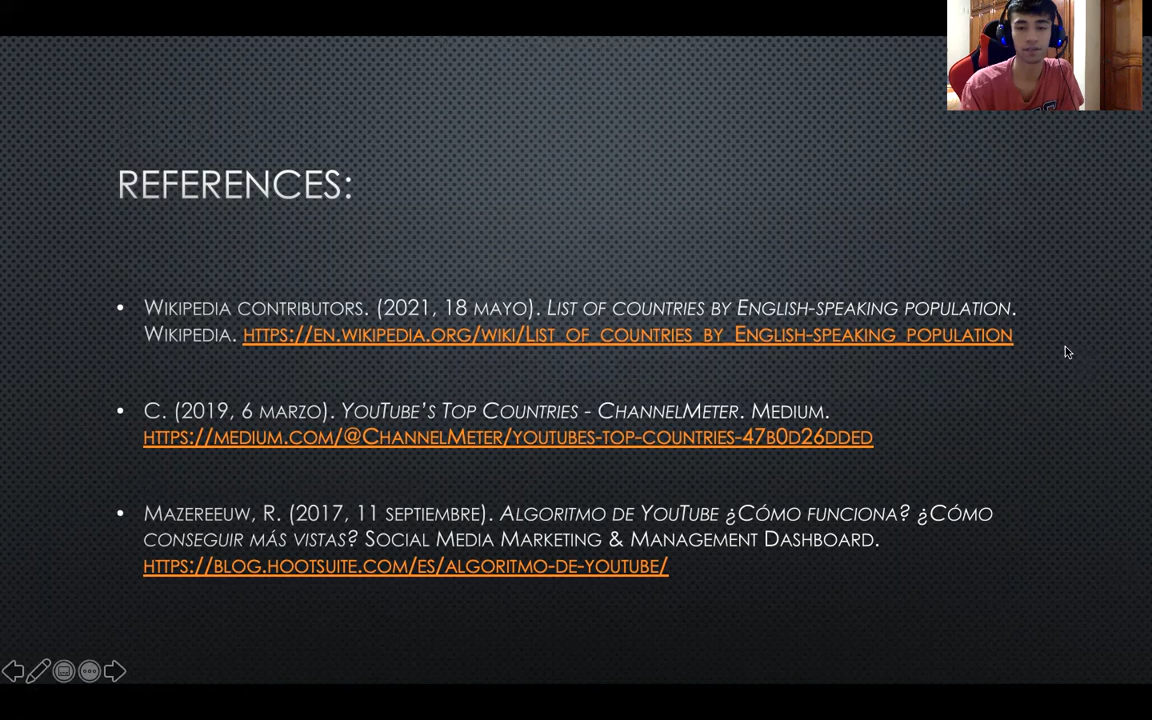 REFERENCES:
• WIKIPEDIA CONTRIBUTORS. (2021, 18 MAYO). LIST OF COUNTRIES BY ENGLISH-SPEAKING POPULATION.
WIKIPEDIA. HTTPS://EN.WIKIPEDIA.ORG/WIKI/LIST_OF_COUNTRIES_BY_ENGLISH-SPEAKING_POPULATION
• C. (2019, 6 MARZO). YOUTUBE’S TOP COUNTRIES - CHANNELMETER. MEDIUM.
HTTPS://MEDIUM.COM/@CHANNELMETER/YOUTUBES-TOP-COUNTRIES-47B0D26DDED
• MAZEREEUW, R. (2017, 11 SEPTIEMBRE). ALGORITMO DE YOUTUBE ¿CÓMO FUNCIONA? ¿CÓMO
CONSEGUIR MÁS VISTAS? SOCIAL MEDIA MARKETING & MANAGEMENT DASHBOARD.
HTTPS://BLOG.HOOTSUITE.COM/ES/ALGORITMO-DE-YOUTUBE/